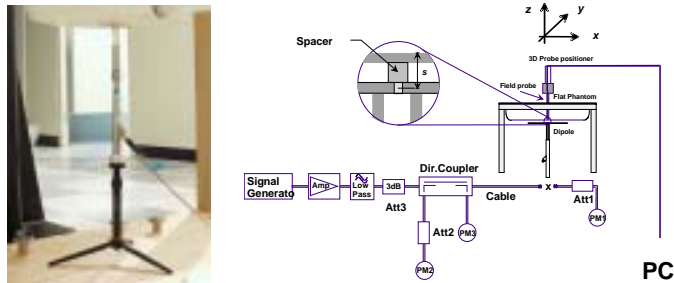 z
y
x
Spacer
s
3D Probe positioner
Field probe
Flat Phantom
Dipole
Dir.Coupler
Signal
Generato
Amp
Low
Pass
3dB
Att3
Cable
x
Att1
PM1
Att2
PM3
PM2
PC